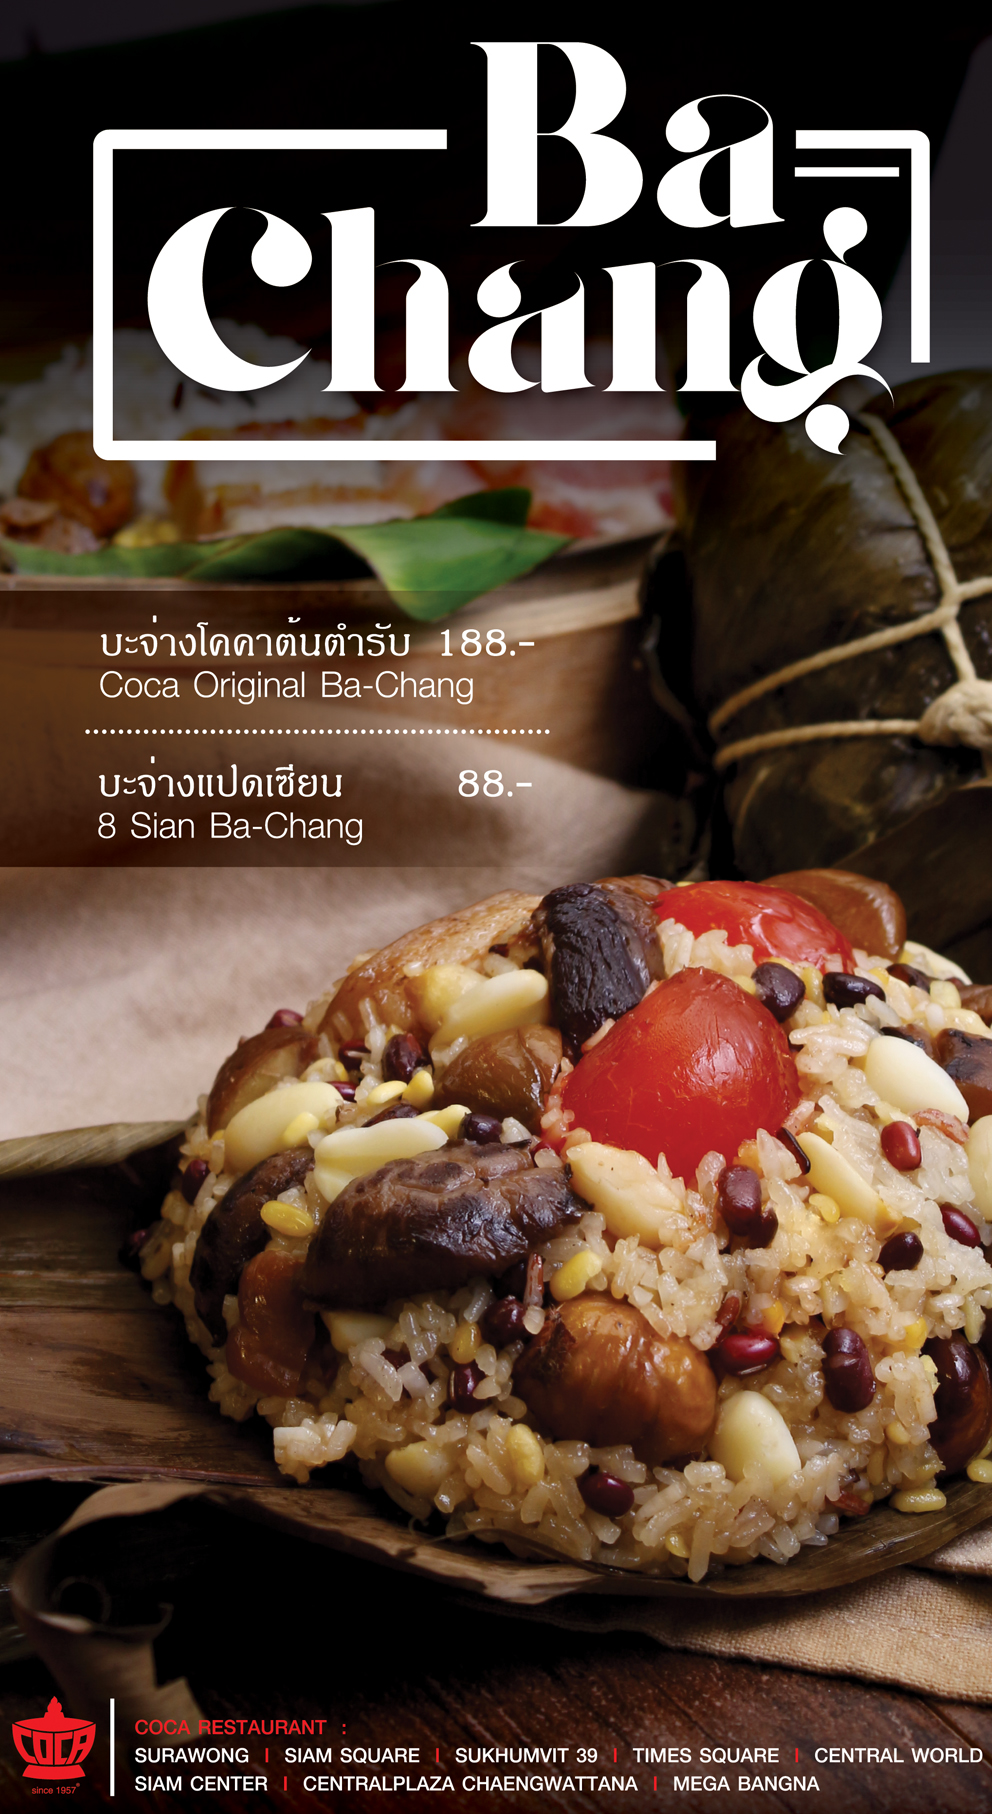 Ba
Chang
บะจ่างโคคาต้นตำรับ 188.-
Coca Original Ba-Chang
บะจ่างแปดเซียน 88.-
8 Sian Ba-Chang
COCA
since 1957
COCA RESTAURANT :
SURAWONG | SIAM SQUARE | SUKHUMVIT 39 | TIMES SQUARE | CENTRAL WORLD
SIAM CENTER | CENTRALPLAZA CHAENGWATTANA | MEGA BANGNA